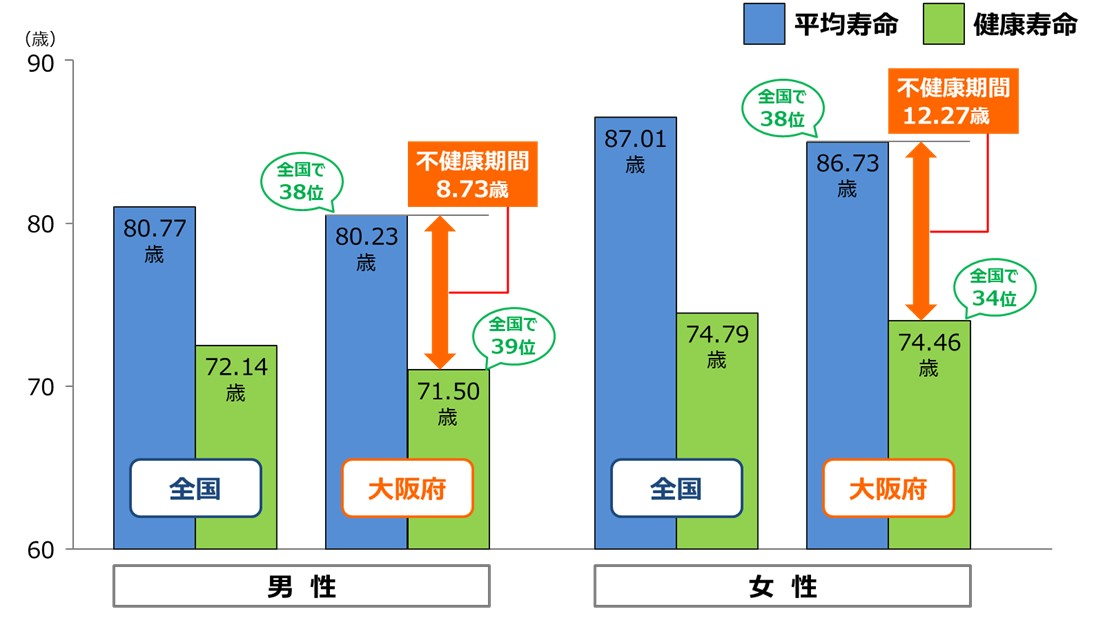 平均寿命
健康寿命
(歳)
90
80
70
60
80.77
歳
72.14
歳
全国
全国で
38位
80.23
歳
不健康期間
8.73歳
全国で
39位
71.50
歳
大阪府
男 性
87.01
歳
74.79
歳
全国
全国で
38位
86.73
歳
不健康期間
12.27歳
全国で
34位
74.46
歳
大阪府
女 性